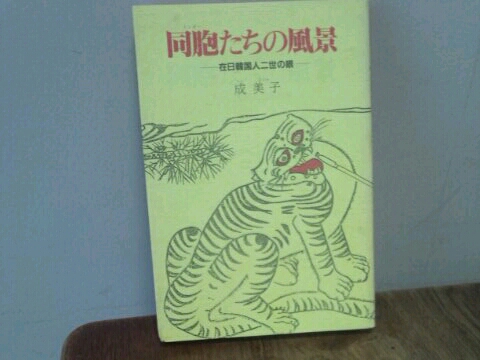 同胞たちの風景
——在日韓国人二世の眼——
成美子